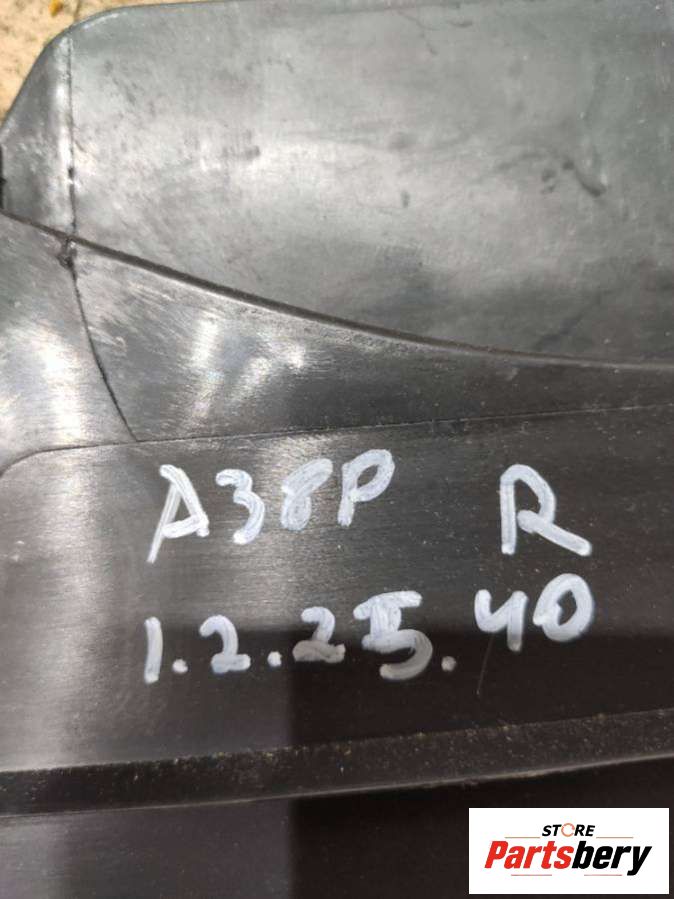 A38P R
1.2.25.40
STORE
Partsbery